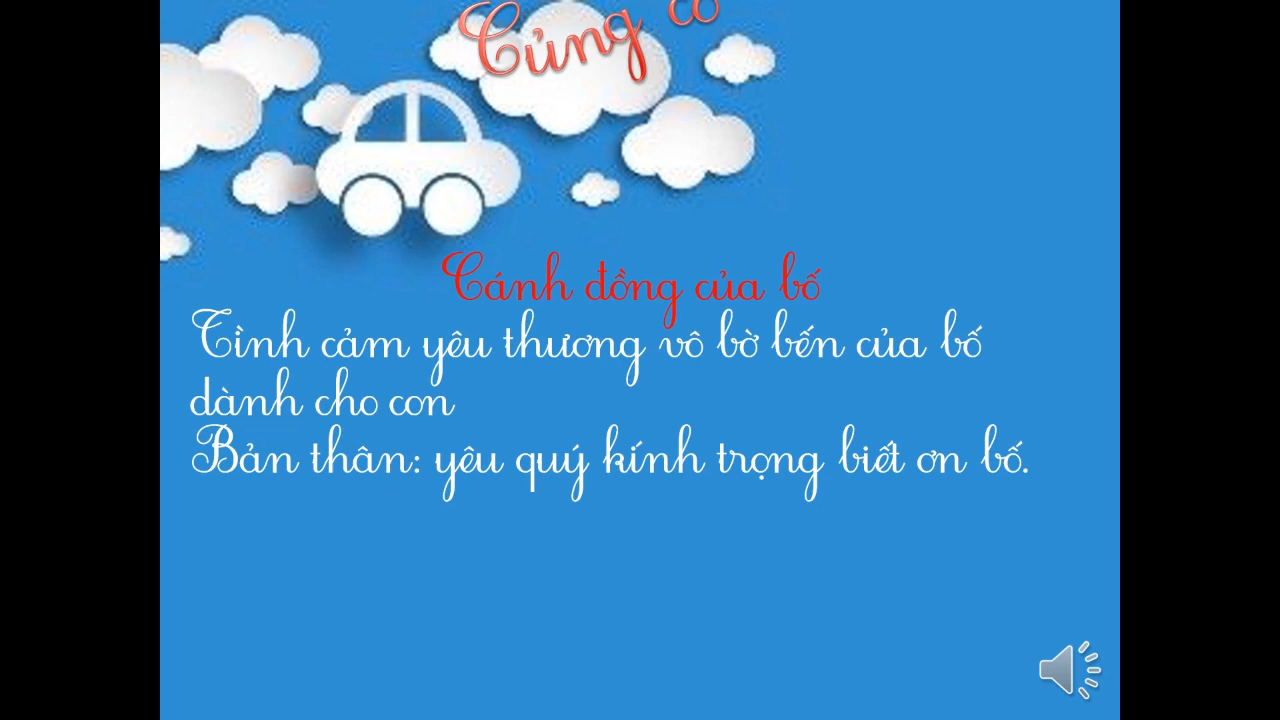 Củng cố
Cánh đồng của bố
Tình cảm yêu thương vô bờ bến của bố
dành cho con
Bản thân: yêu quý kính trọng biết ơn bố.